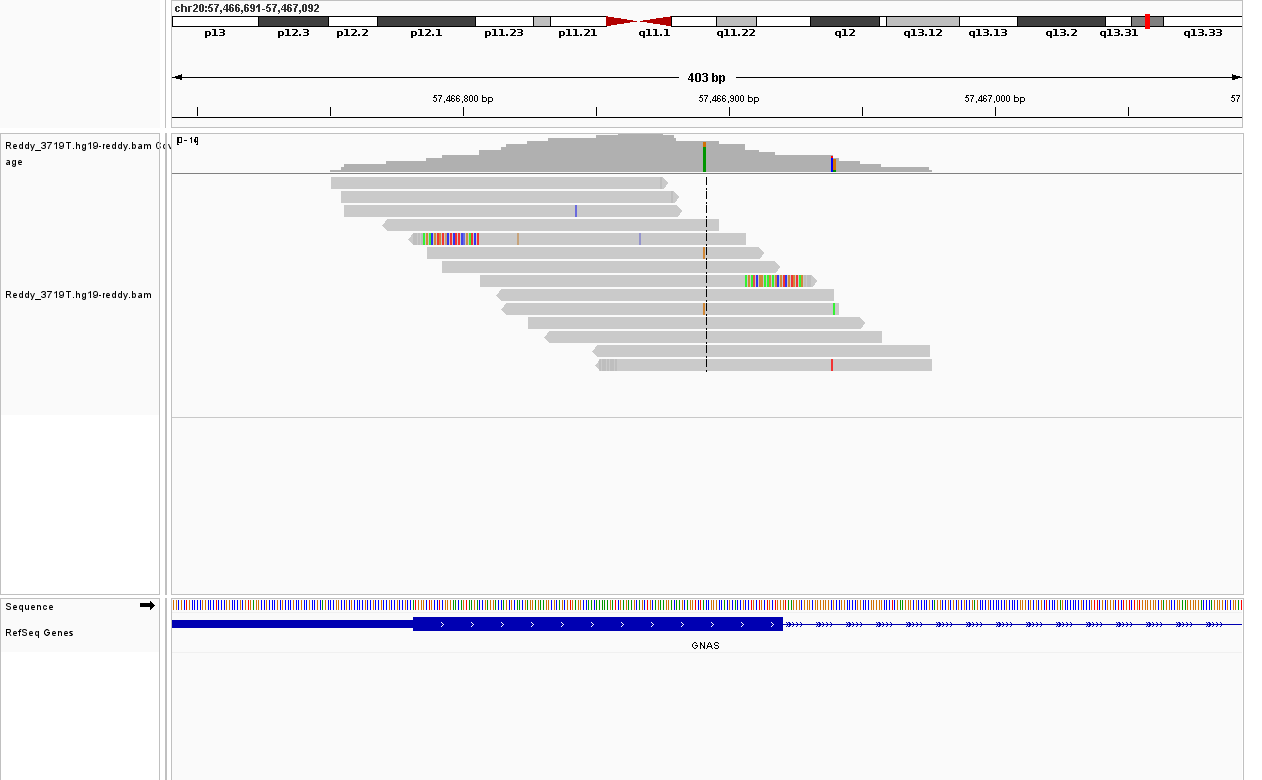 chr20:57,466,691-57,467,092
p13 p12.3 p12.2 p12.1 p11.23 p11.21 q11.1 q11.22 q12 q13.12 q13.13 q13.2 q13.31 q13.33
403 bp
57,466,800 bp 57,466,900 bp 57,467,000 bp 57
Reddy_3719T.hg19-reddy.bam Cov
age
Reddy_3719T.hg19-reddy.bam
Sequence
RefSeq Genes
GNAS